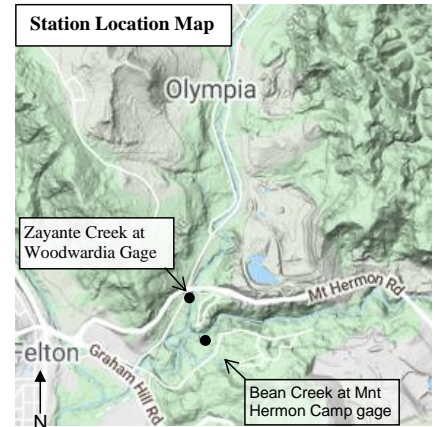 Station Location Map
Olympia
Zayante Creek at
Woodwardia Gage
Mt Hermon Rd
Felton
Graham Hill Rd
Bean Creek at Mnt
Hermon Camp gage
N